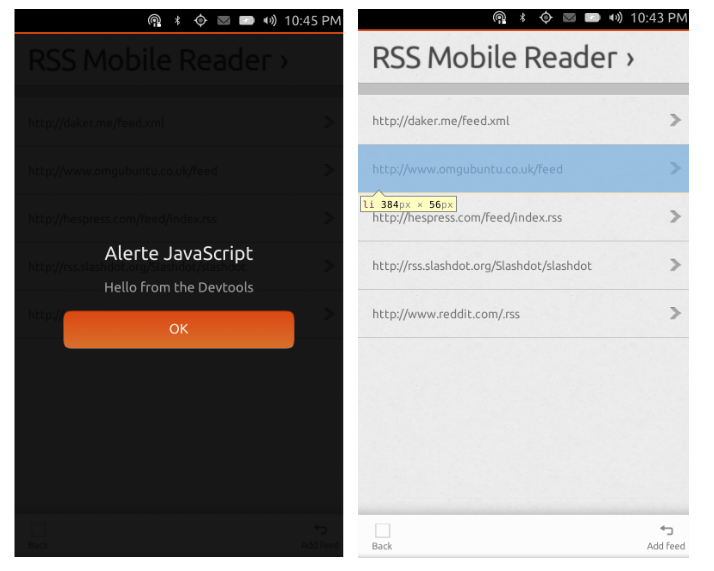 10:45 PM
RSS Mobile Reader ›
http://daker.me/feed.xml
http://www.omgubuntu.co.uk/feed
http://hespress.com/feed/index.rss
Alerte JavaScript
http://rss.slashdot.org/Slashdot/slashdot
Hello from the Devtools
http://
OK
Back
Add feed
10:43 PM
RSS Mobile Reader ›
http://daker.me/feed.xml
http://www.omgubuntu.co.uk/feed
li 384px × 56px
http://hespress.com/feed/index.rss
http://rss.slashdot.org/Slashdot/slashdot
http://www.reddit.com/.rss
Back
Add feed